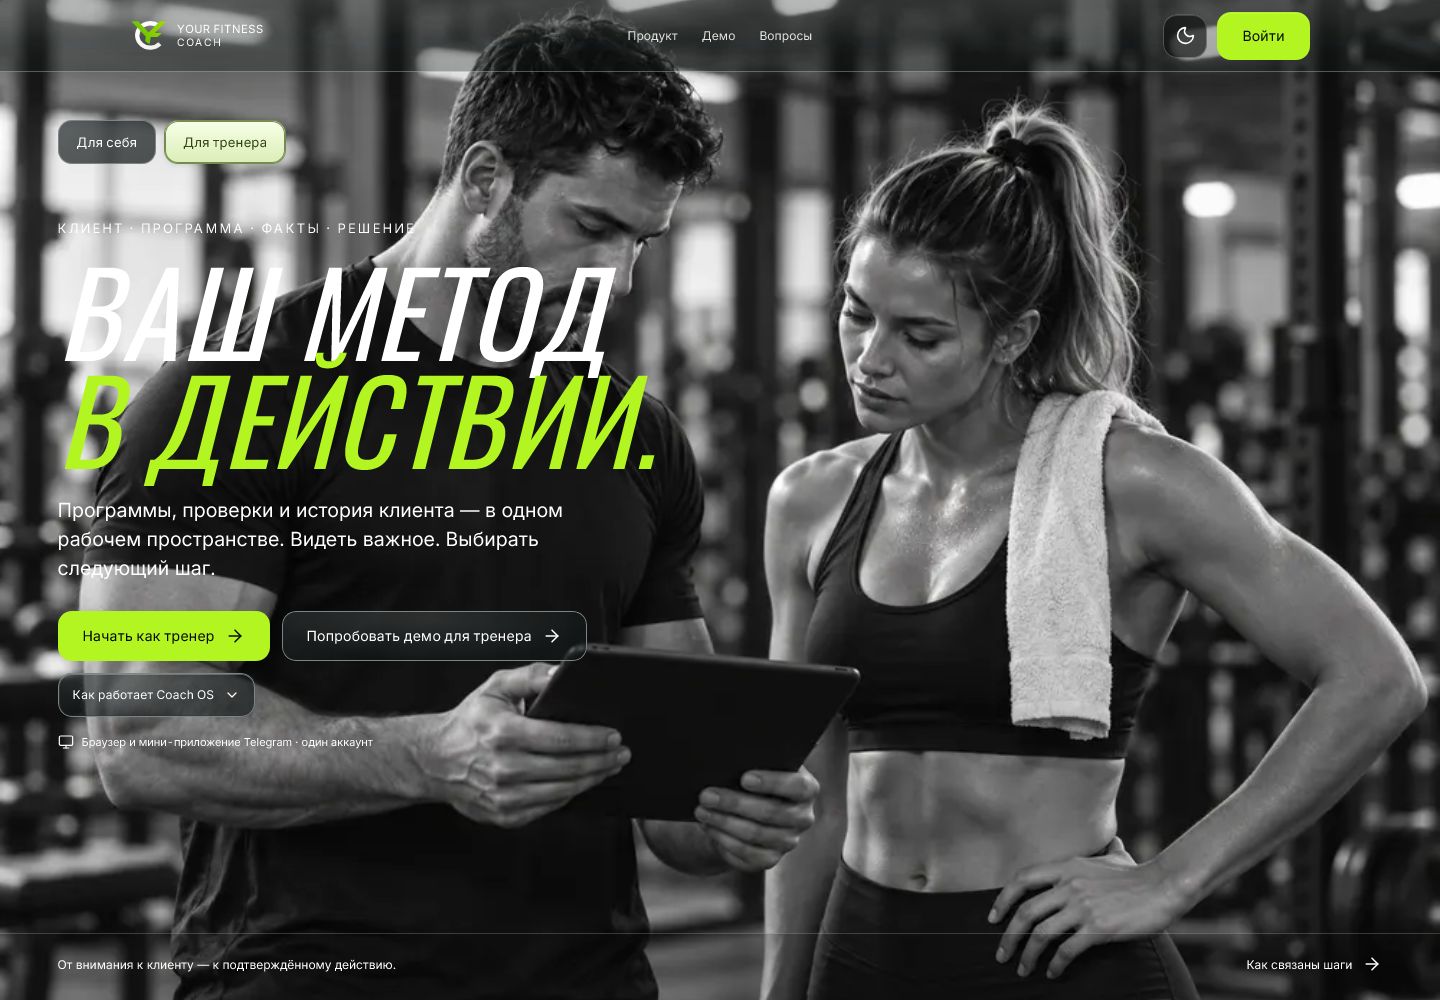 YOUR FITNESS
COACH
Продукт Демо Вопросы
Войти
Для себя Для тренера
КЛИЕНТ · ПРОГРАММА · ФАКТЫ · РЕШЕНИЕ
ВАШ МЕТОД
В ДЕЙСТВИИ.
Программы, проверки и история клиента — в одном
рабочем пространстве. Видеть важное. Выбирать
следующий шаг.
Начать как тренер Попробовать демо для тренера
Как работает Coach OS
Браузер и мини-приложение Telegram · один аккаунт
От внимания к клиенту — к подтверждённому действию.
Как связаны шаги